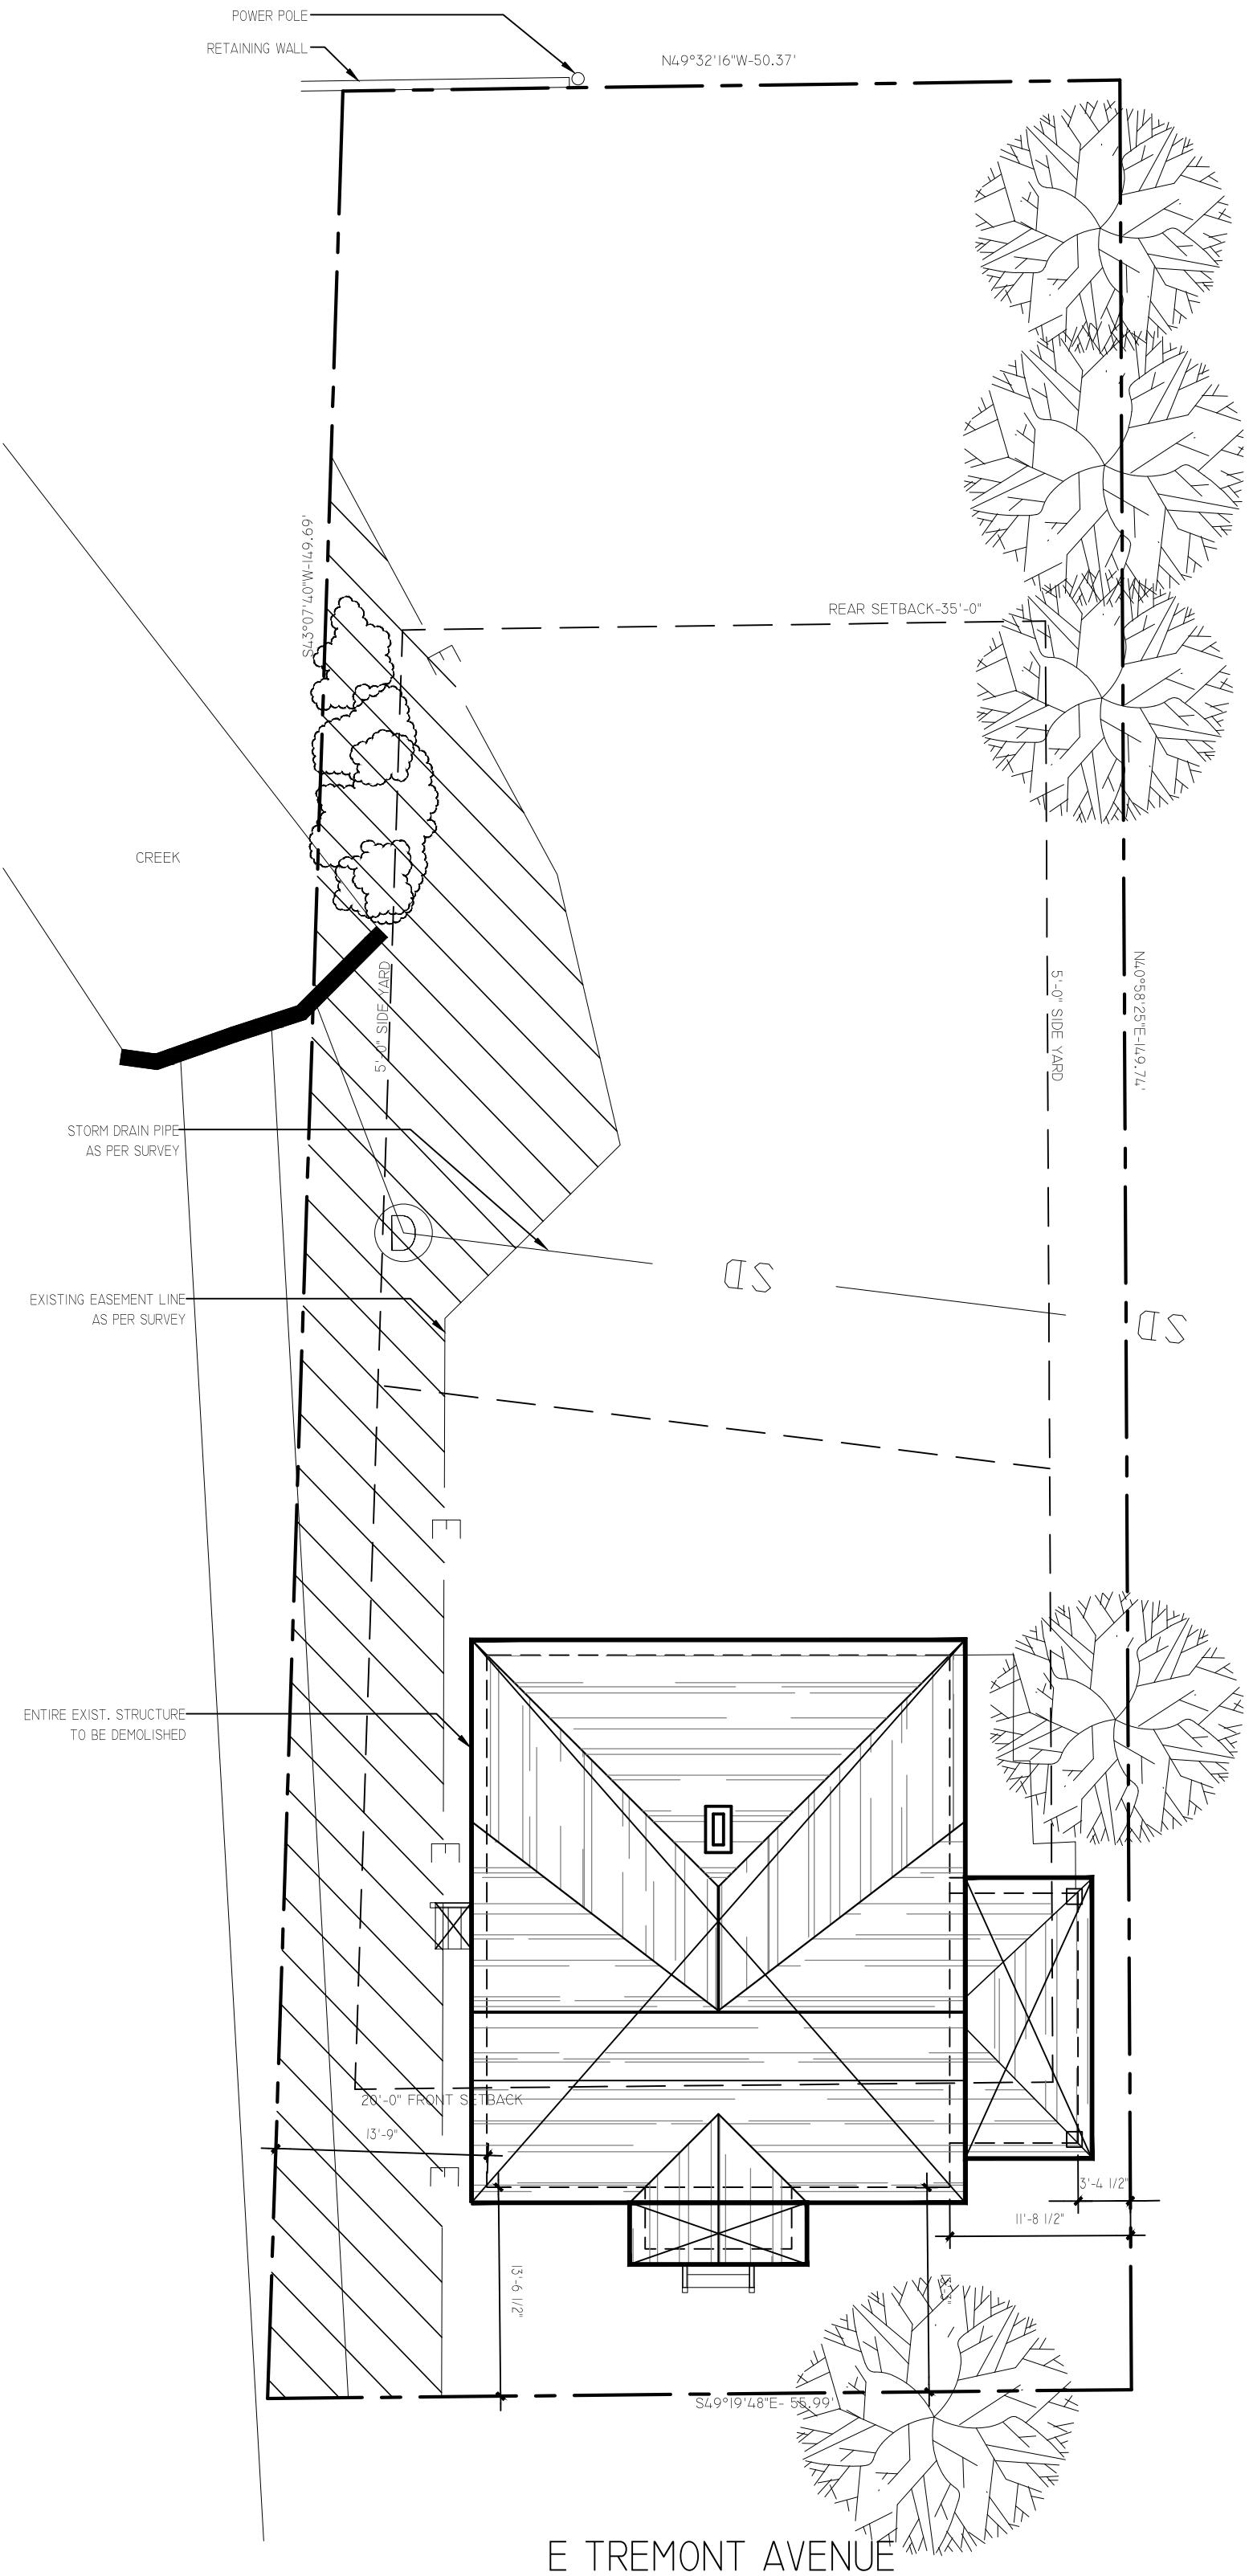 POWER POLE
RETAINING WALL
N49°32'16"W-50.37'
S43°07'40"W-149.69'
REAR SETBACK-35'-0"
E
CREEK
5'-0" SIDE YARD
5'-0" SIDE YARD
N40°58'25"E-149.74'
STORM DRAIN PIPE
AS PER SURVEY
D
SD
SD
EXISTING EASEMENT LINE
AS PER SURVEY
E
ENTIRE EXIST. STRUCTURE
TO BE DEMOLISHED
E
20'-0" FRONT SETBACK
13'-9"
E
3'-4 1/2"
11'-8 1/2"
13'-6 1/2"
S49°19'48"E- 55.99'
E TREMONT AVENUE